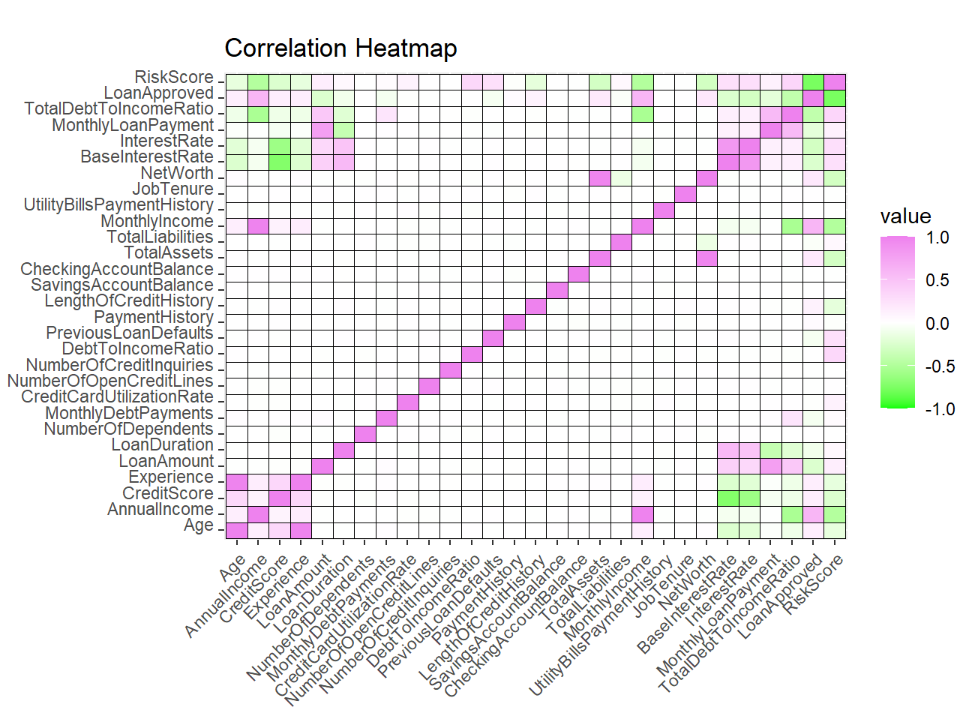 Correlation Heatmap
RiskScore
LoanApproved
TotalDebtToIncomeRatio
MonthlyLoanPayment
InterestRate
BaseInterestRate
NetWorth
JobTenure
UtilityBillsPaymentHistory
MonthlyIncome
TotalLiabilities
TotalAssets
CheckingAccountBalance
SavingsAccountBalance
LengthOfCreditHistory
PaymentHistory
PreviousLoanDefaults
DebtToIncomeRatio
NumberOfCreditInquiries
NumberOfOpenCreditLines
CreditCardUtilizationRate
MonthlyDebtPayments
NumberOfDependents
LoanDuration
LoanAmount
Experience
CreditScore
AnnualIncome
Age
Age
AnnualIncome
CreditScore
Experience
LoanAmount
LoanDuration
NumberOfDependents
MonthlyDebtPayments
CreditCardUtilizationRate
NumberOfOpenCreditLines
NumberOfCreditInquiries
DebtToIncomeRatio
PreviousLoanDefaults
PaymentHistory
LengthOfCreditHistory
SavingsAccountBalance
CheckingAccountBalance
TotalAssets
TotalLiabilities
MonthlyIncome
UtilityBillsPaymentHistory
JobTenure
NetWorth
BaseInterestRate
InterestRate
MonthlyLoanPayment
TotalDebtToIncomeRatio
LoanApproved
RiskScore
value
1.0
0.5
0.0
-0.5
-1.0